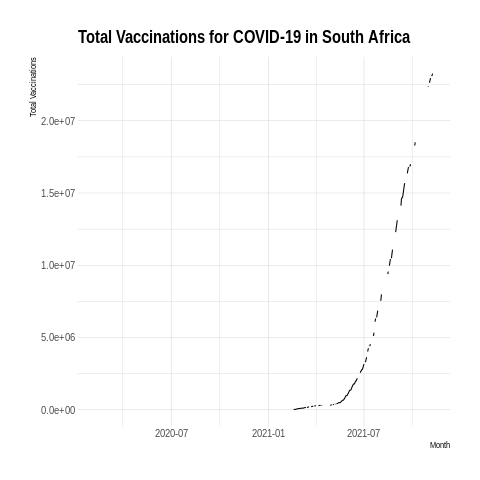 Total Vaccinations for COVID-19 in South Africa
Total Vaccinations
2.0e+07
1.5e+07
1.0e+07
5.0e+06
0.0e+00
2020-07
2021-01
2021-07
Month